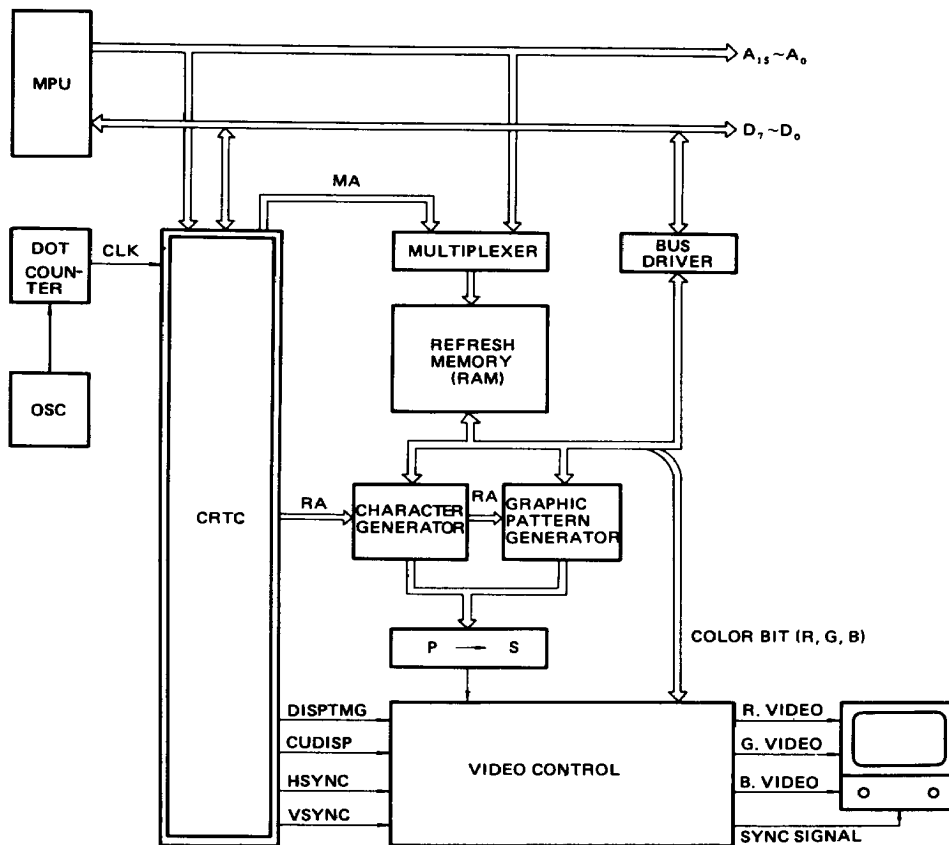 MPU
A₁₅~A₀
D₇~D₀
MA
DOT
COUN-
TER
CLK
MULTIPLEXER
BUS
DRIVER
REFRESH
MEMORY
(RAM)
OSC
CRTC
RA
CHARACTER
GENERATOR
RA
GRAPHIC
PATTERN
GENERATOR
P → S
COLOR BIT (R, G, B)
DISPTMG
CUDISP
HSYNC
VSYNC
VIDEO CONTROL
R. VIDEO
G. VIDEO
B. VIDEO
SYNC SIGNAL